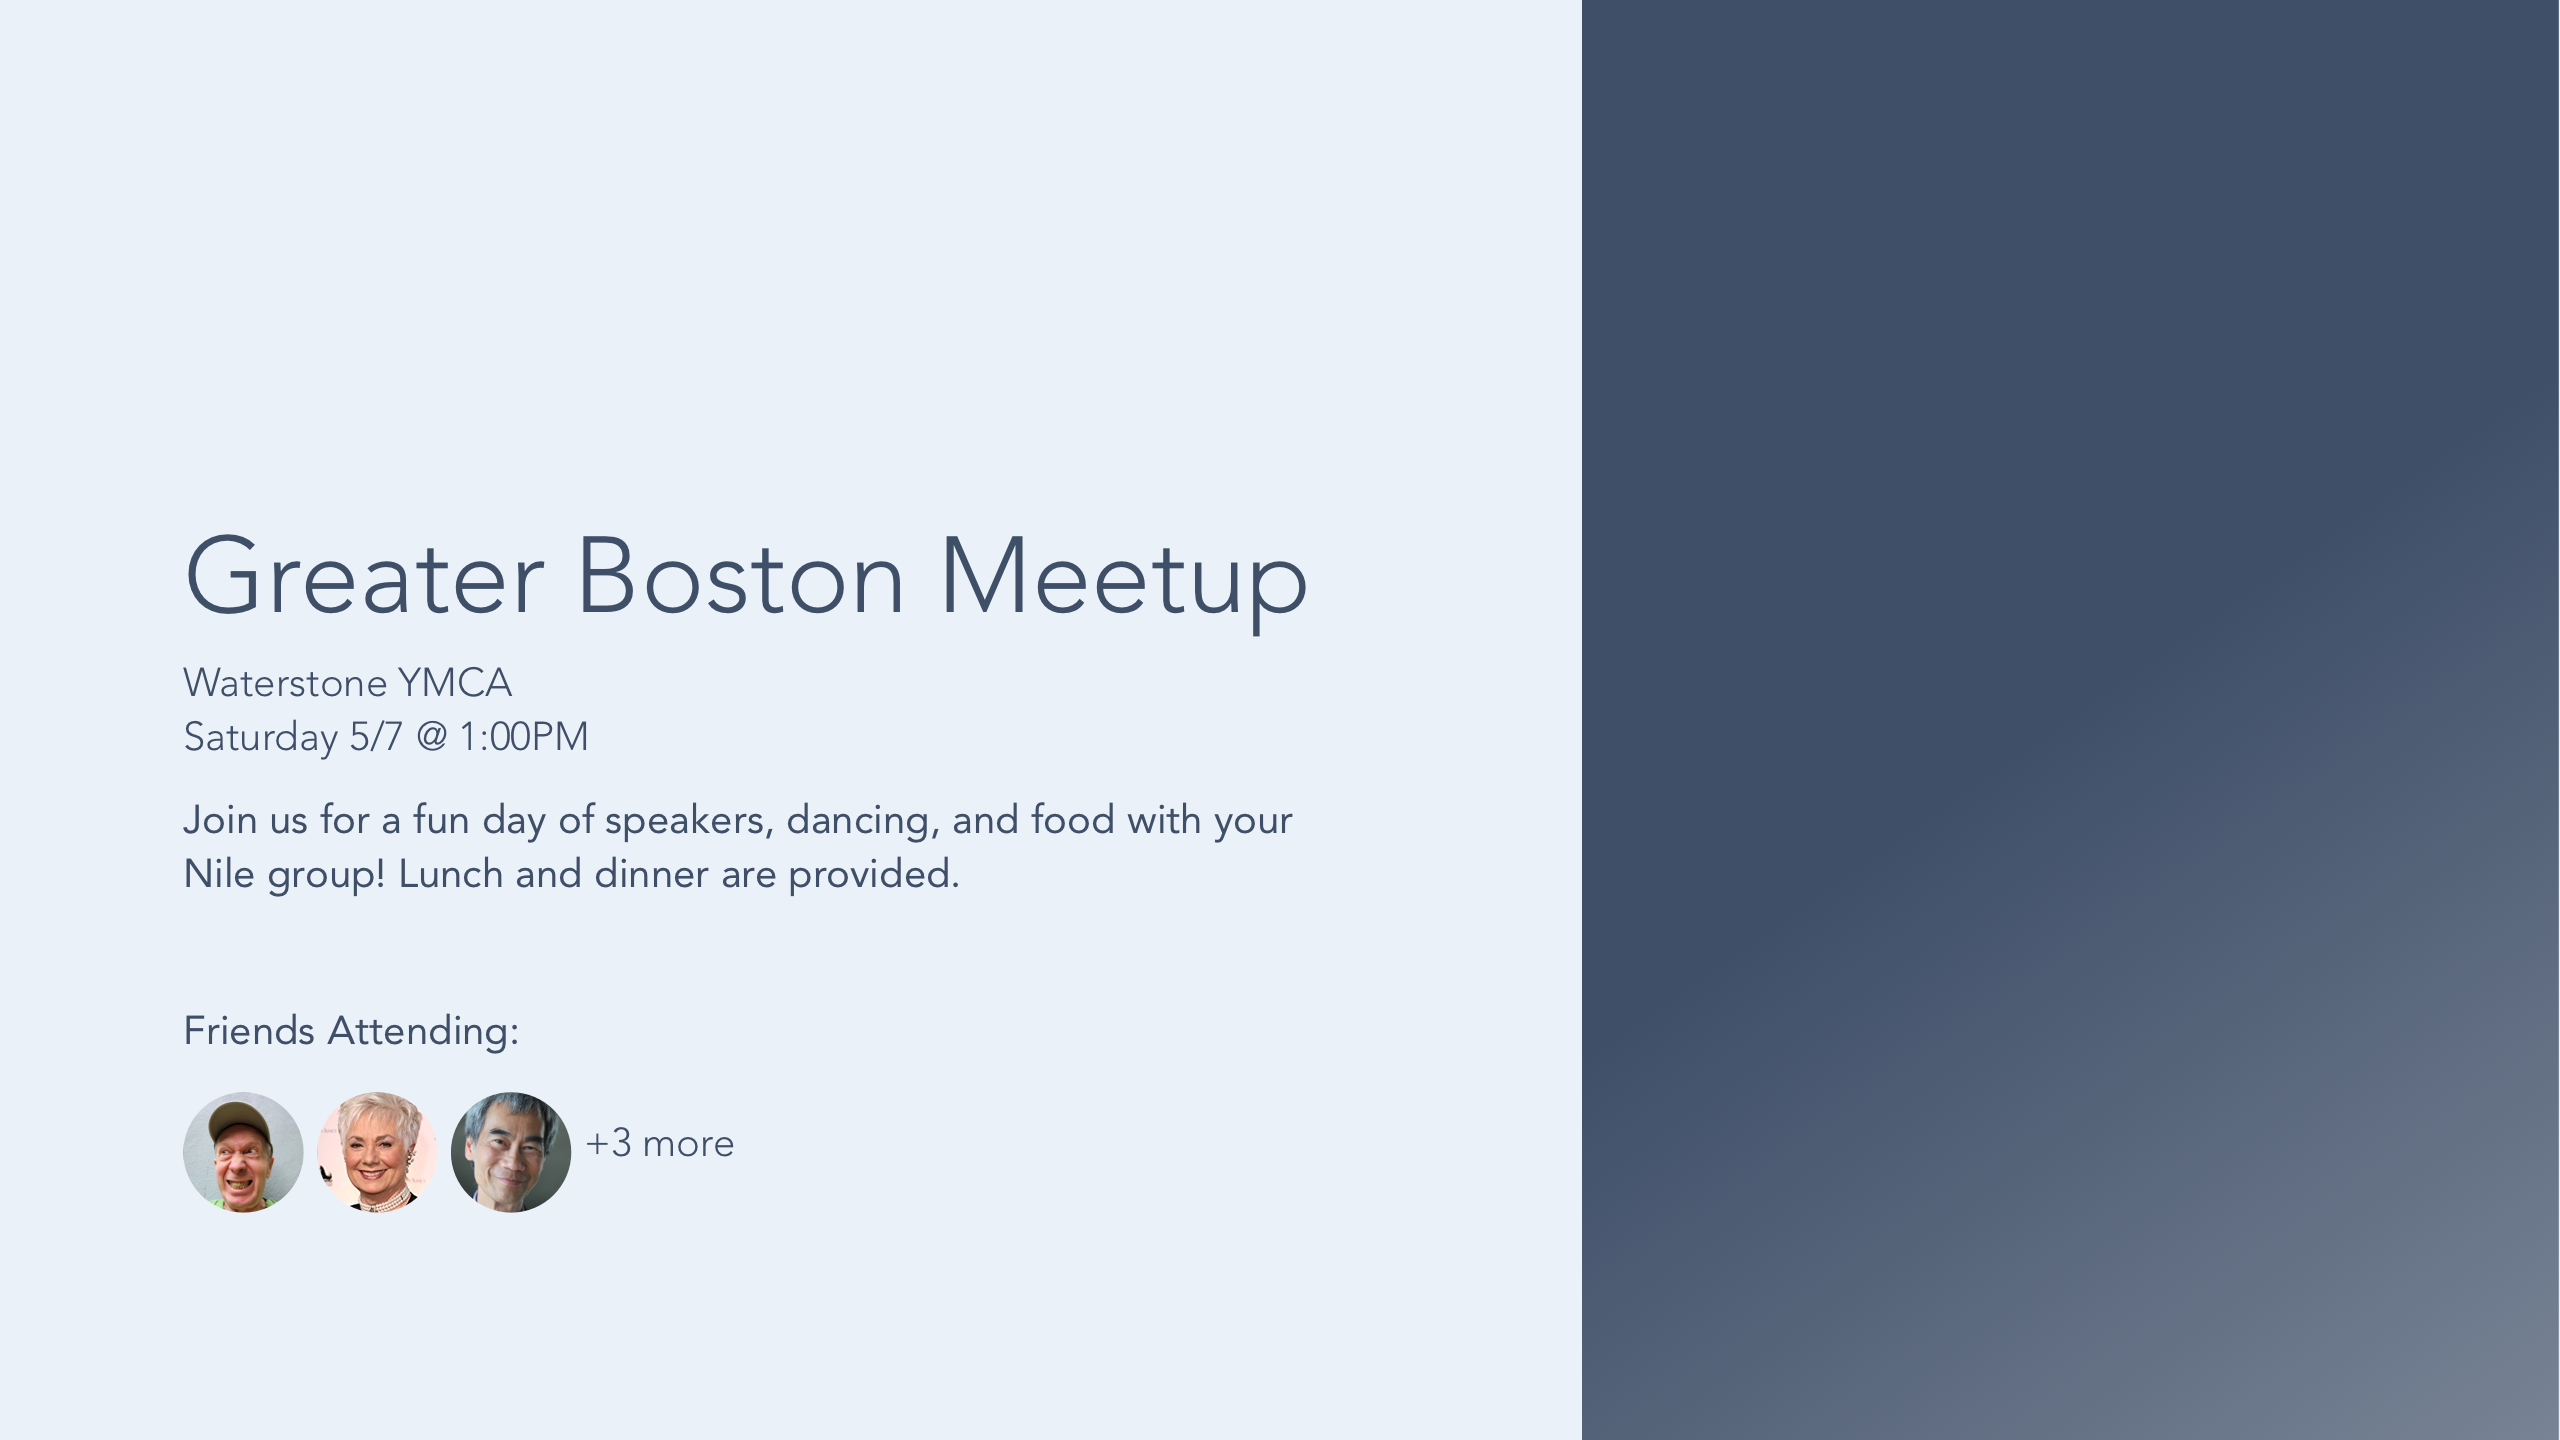 Greater Boston Meetup
Waterstone YMCA
Saturday 5/7 @ 1:00PM
Join us for a fun day of speakers, dancing, and food with your
Nile group! Lunch and dinner are provided.
Friends Attending:
+3 more